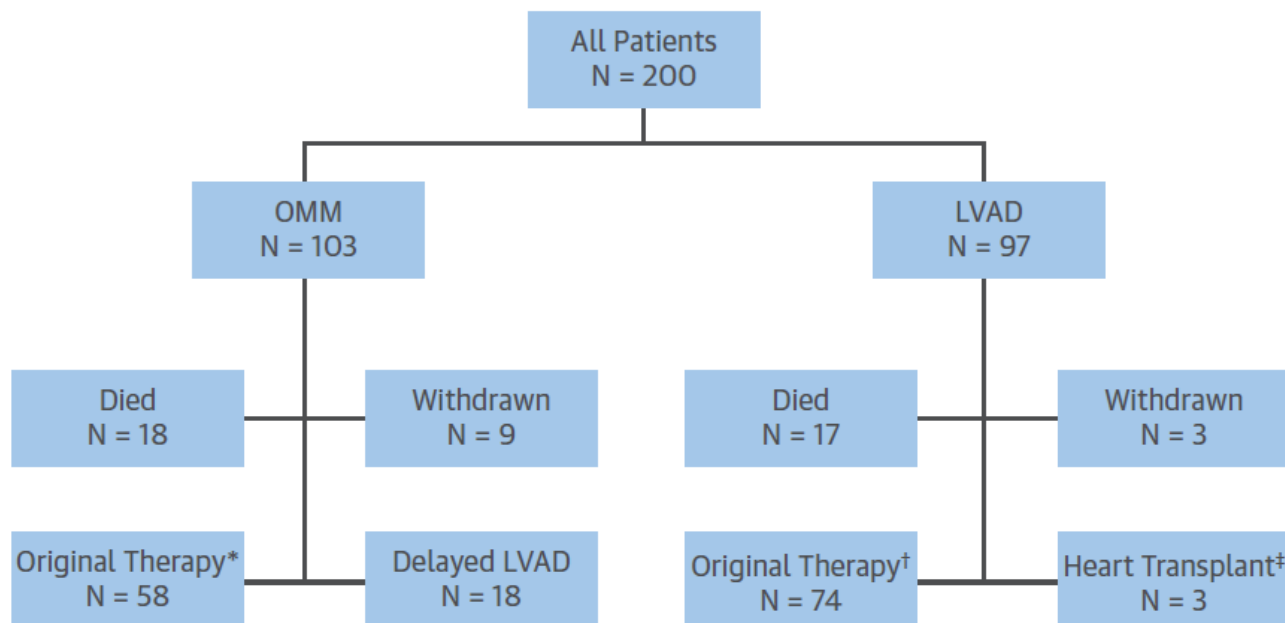 All Patients
N = 200
OMM
N = 103
LVAD
N = 97
Died
N = 18
Withdrawn
N = 9
Died
N = 17
Withdrawn
N = 3
Original Therapy*
N = 58
Delayed LVAD
N = 18
Original Therapy†
N = 74
Heart Transplant‡
N = 3